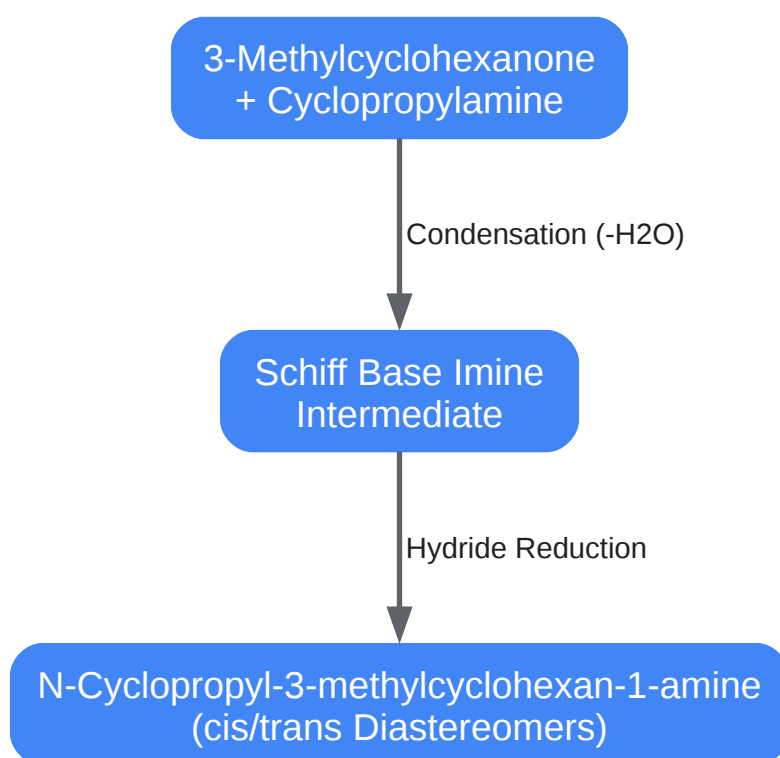 3-Methylcyclohexanone
+ Cyclopropylamine
Condensation (-H2O)
Schiff Base Imine
Intermediate
Hydride Reduction
N-Cyclopropyl-3-methylcyclohexan-1-amine
(cis/trans Diastereomers)